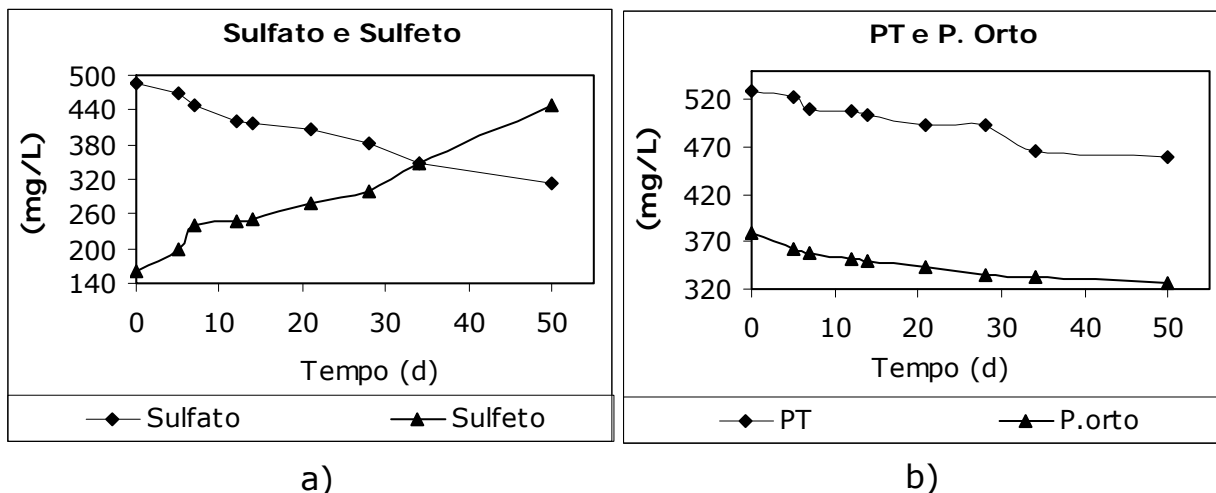 Sulfato e Sulfeto
(mg/L)
500
440
380
320
260
200
140
0 10 20 30 40 50
Tempo (d)
Sulfato Sulfeto
a)
PT e P. Orto
(mg/L)
520
470
420
370
320
0 10 20 30 40 50
Tempo (d)
PT P.orto
b)